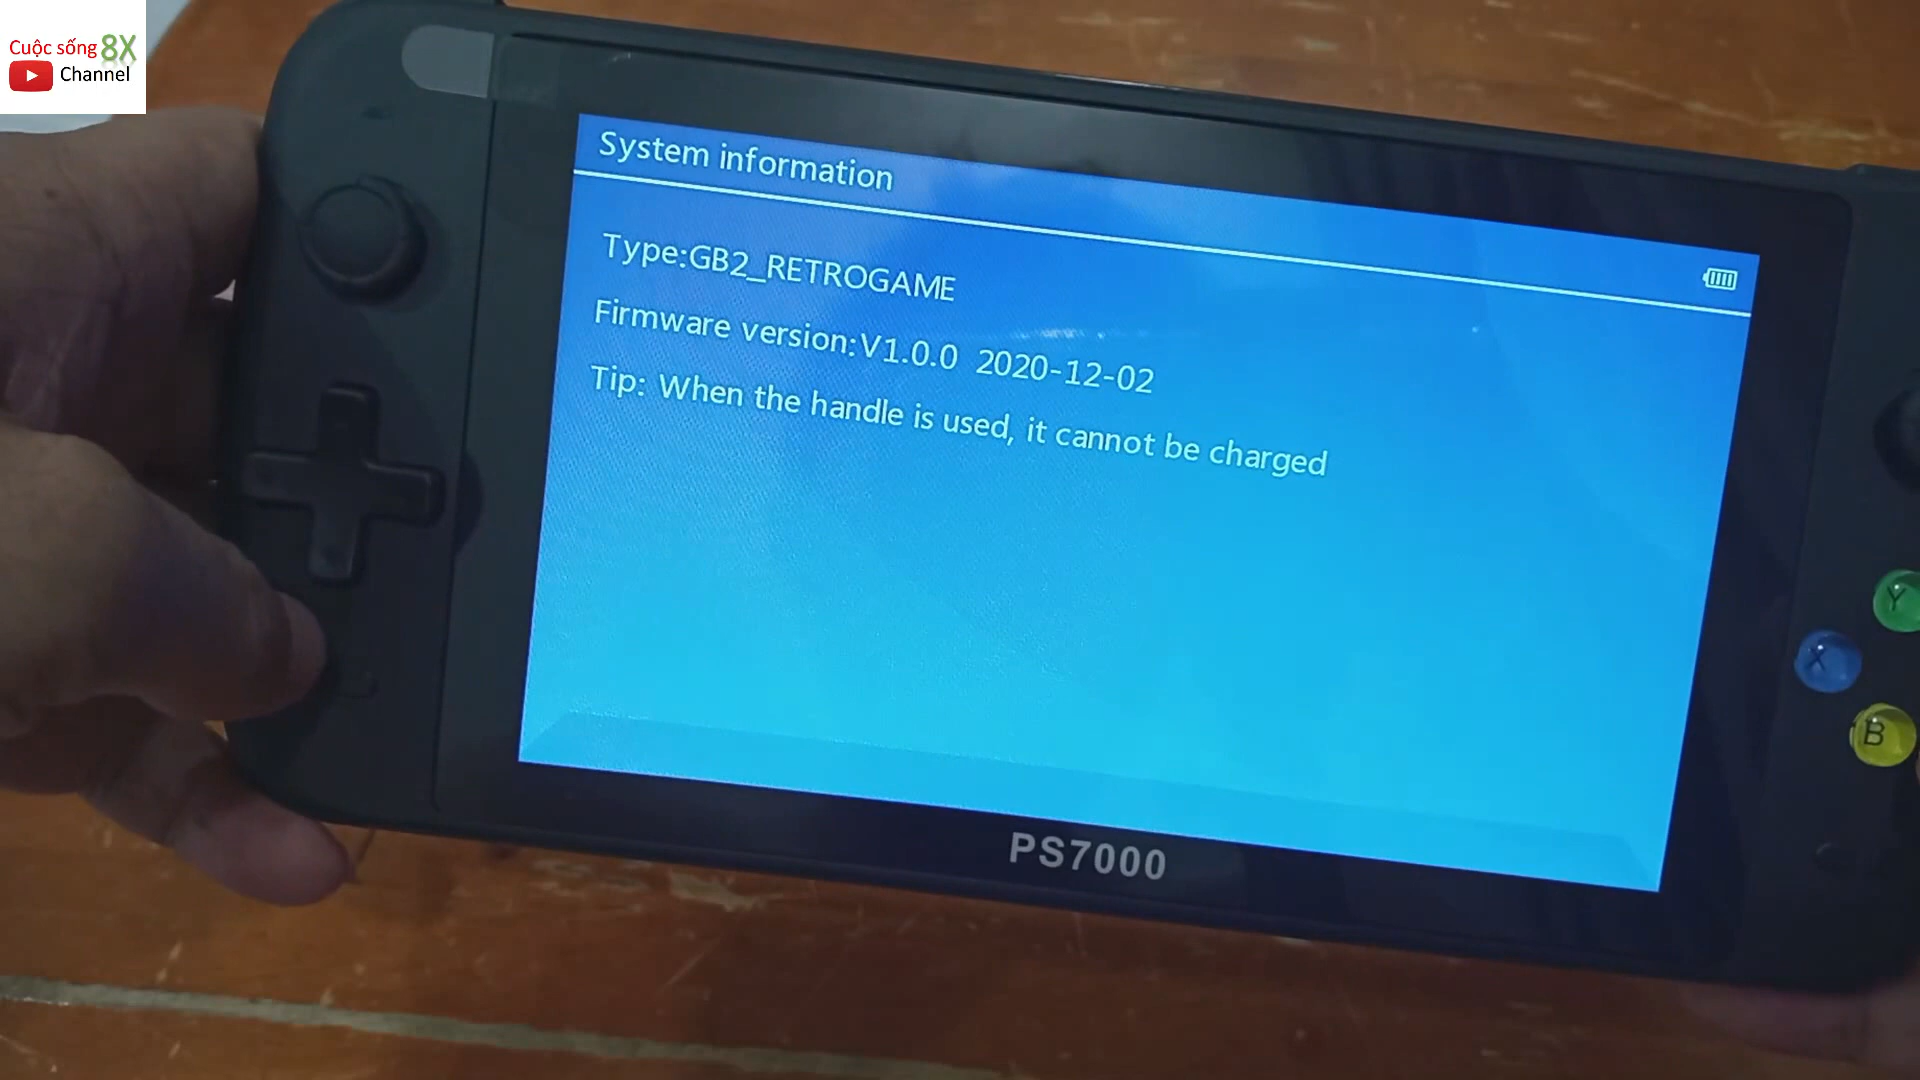 Cuộc sống 8X
Channel
System information
Type:GB2_RETROGAME
Firmware version:V1.0.0 2020-12-02
Tip: When the handle is used, it cannot be charged
Y
X
B
PS7000